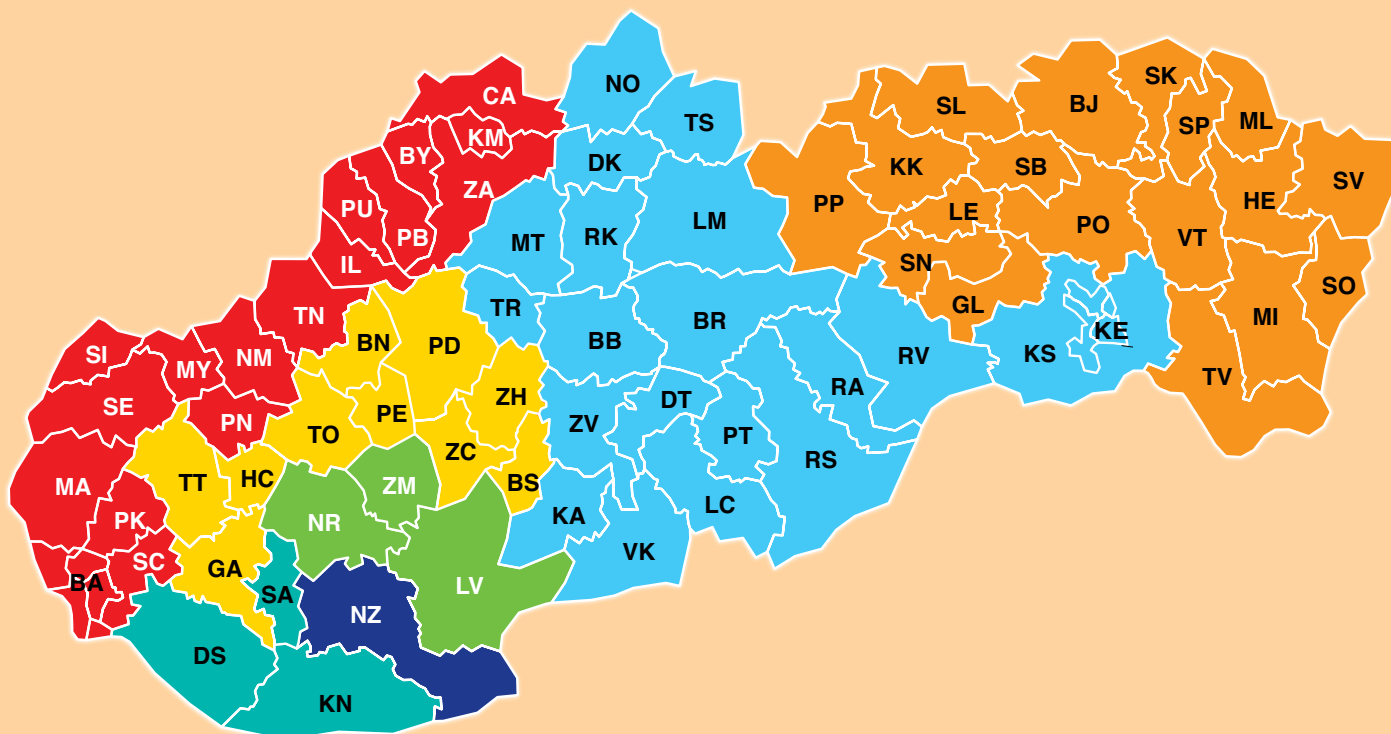 NO
SK
CA
SL
BJ
ML
TS
SP
KM
BY
DK
KK
SB
SV
ZA
PP
HE
PU
LE
LM
PO
PB
MT
RK
VT
IL
SN
SO
GL
TR
TN
MI
BR
KE
BN
BB
PD
SI
NM
RV
KS
MY
TV
RA
ZH
DT
SE
PE
PN
ZV
TO
PT
ZC
RS
HC
TT
BS
MA
ZM
LC
KA
PK
NR
VK
SC
GA
BA
LV
SA
NZ
DS
KN